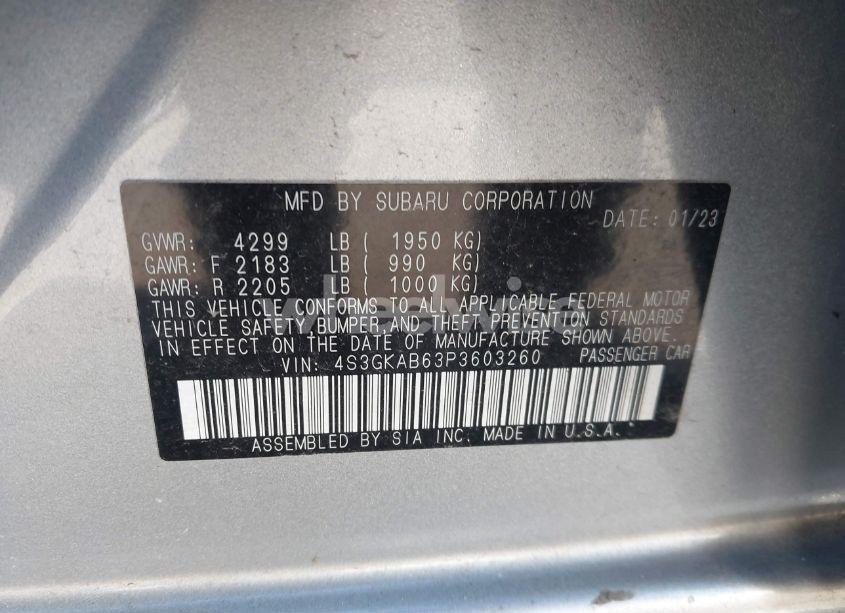 MFD BY SUBARU CORPORATION
DATE: 01/23
GVWR: 4299 LB ( 1950 KG)
GAWR: F 2183 LB ( 990 KG)
GAWR: R 2205 LB ( 1000 KG)
THIS VEHICLE CONFORMS TO ALL APPLICABLE FEDERAL MOTOR
VEHICLE SAFETY,BUMPER,AND THEFT PREVENTION STANDARDS
IN EFFECT ON THE DATE OF MANUFACTURE SHOWN ABOVE.
VIN: 4S3GKAB63P3603260 PASSENGER CAR
ASSEMBLED BY SIA INC. MADE IN U.S.A.